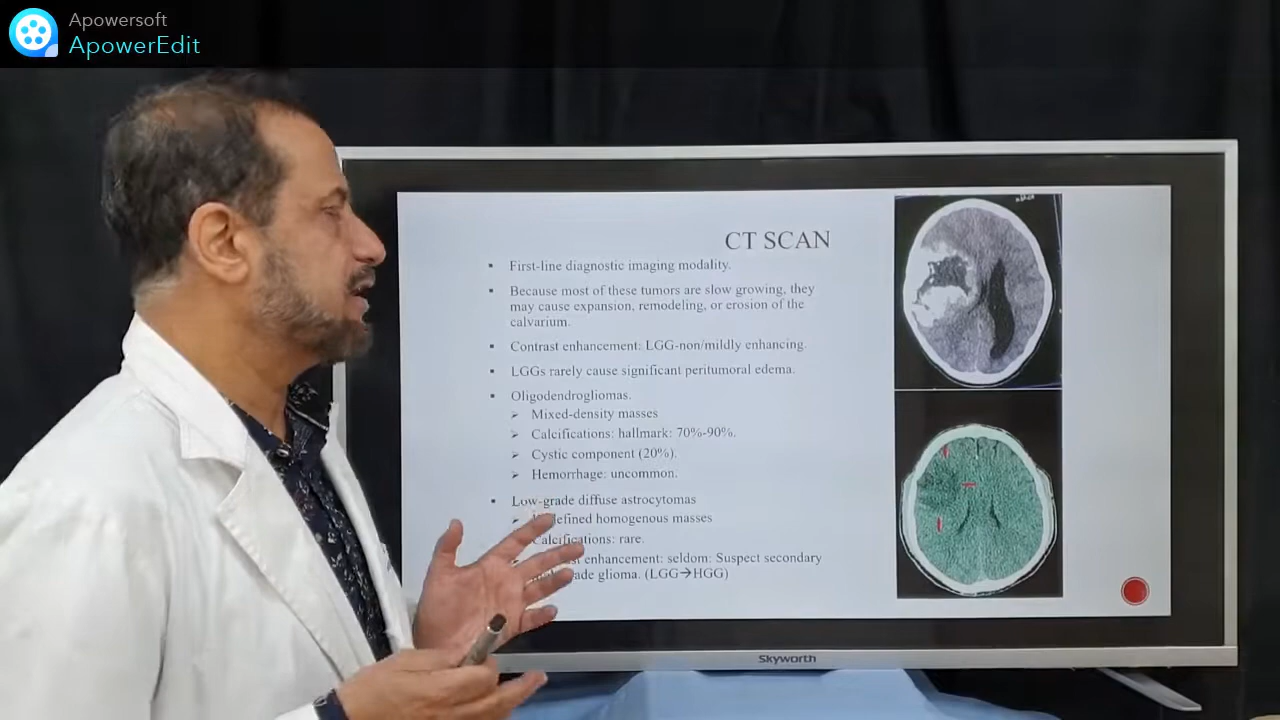 Apowersoft
ApowerEdit
CT SCAN
▪ First-line diagnostic imaging modality.
▪ Because most of these tumors are slow growing, they
may cause expansion, remodeling, or erosion of the
calvarium.
▪ Contrast enhancement: LGG-non/mildly enhancing.
▪ LGGs rarely cause significant peritumoral edema.
▪ Oligodendrogliomas.
➢ Mixed-density masses
➢ Calcifications: hallmark: 70%-90%.
➢ Cystic component (20%).
➢ Hemorrhage: uncommon.
▪ Low-grade diffuse astrocytomas
homogenous masses
Calcifications: rare.
enhancement: seldom: Suspect secondary
glioma. (LGG→HGG)
Skyworth